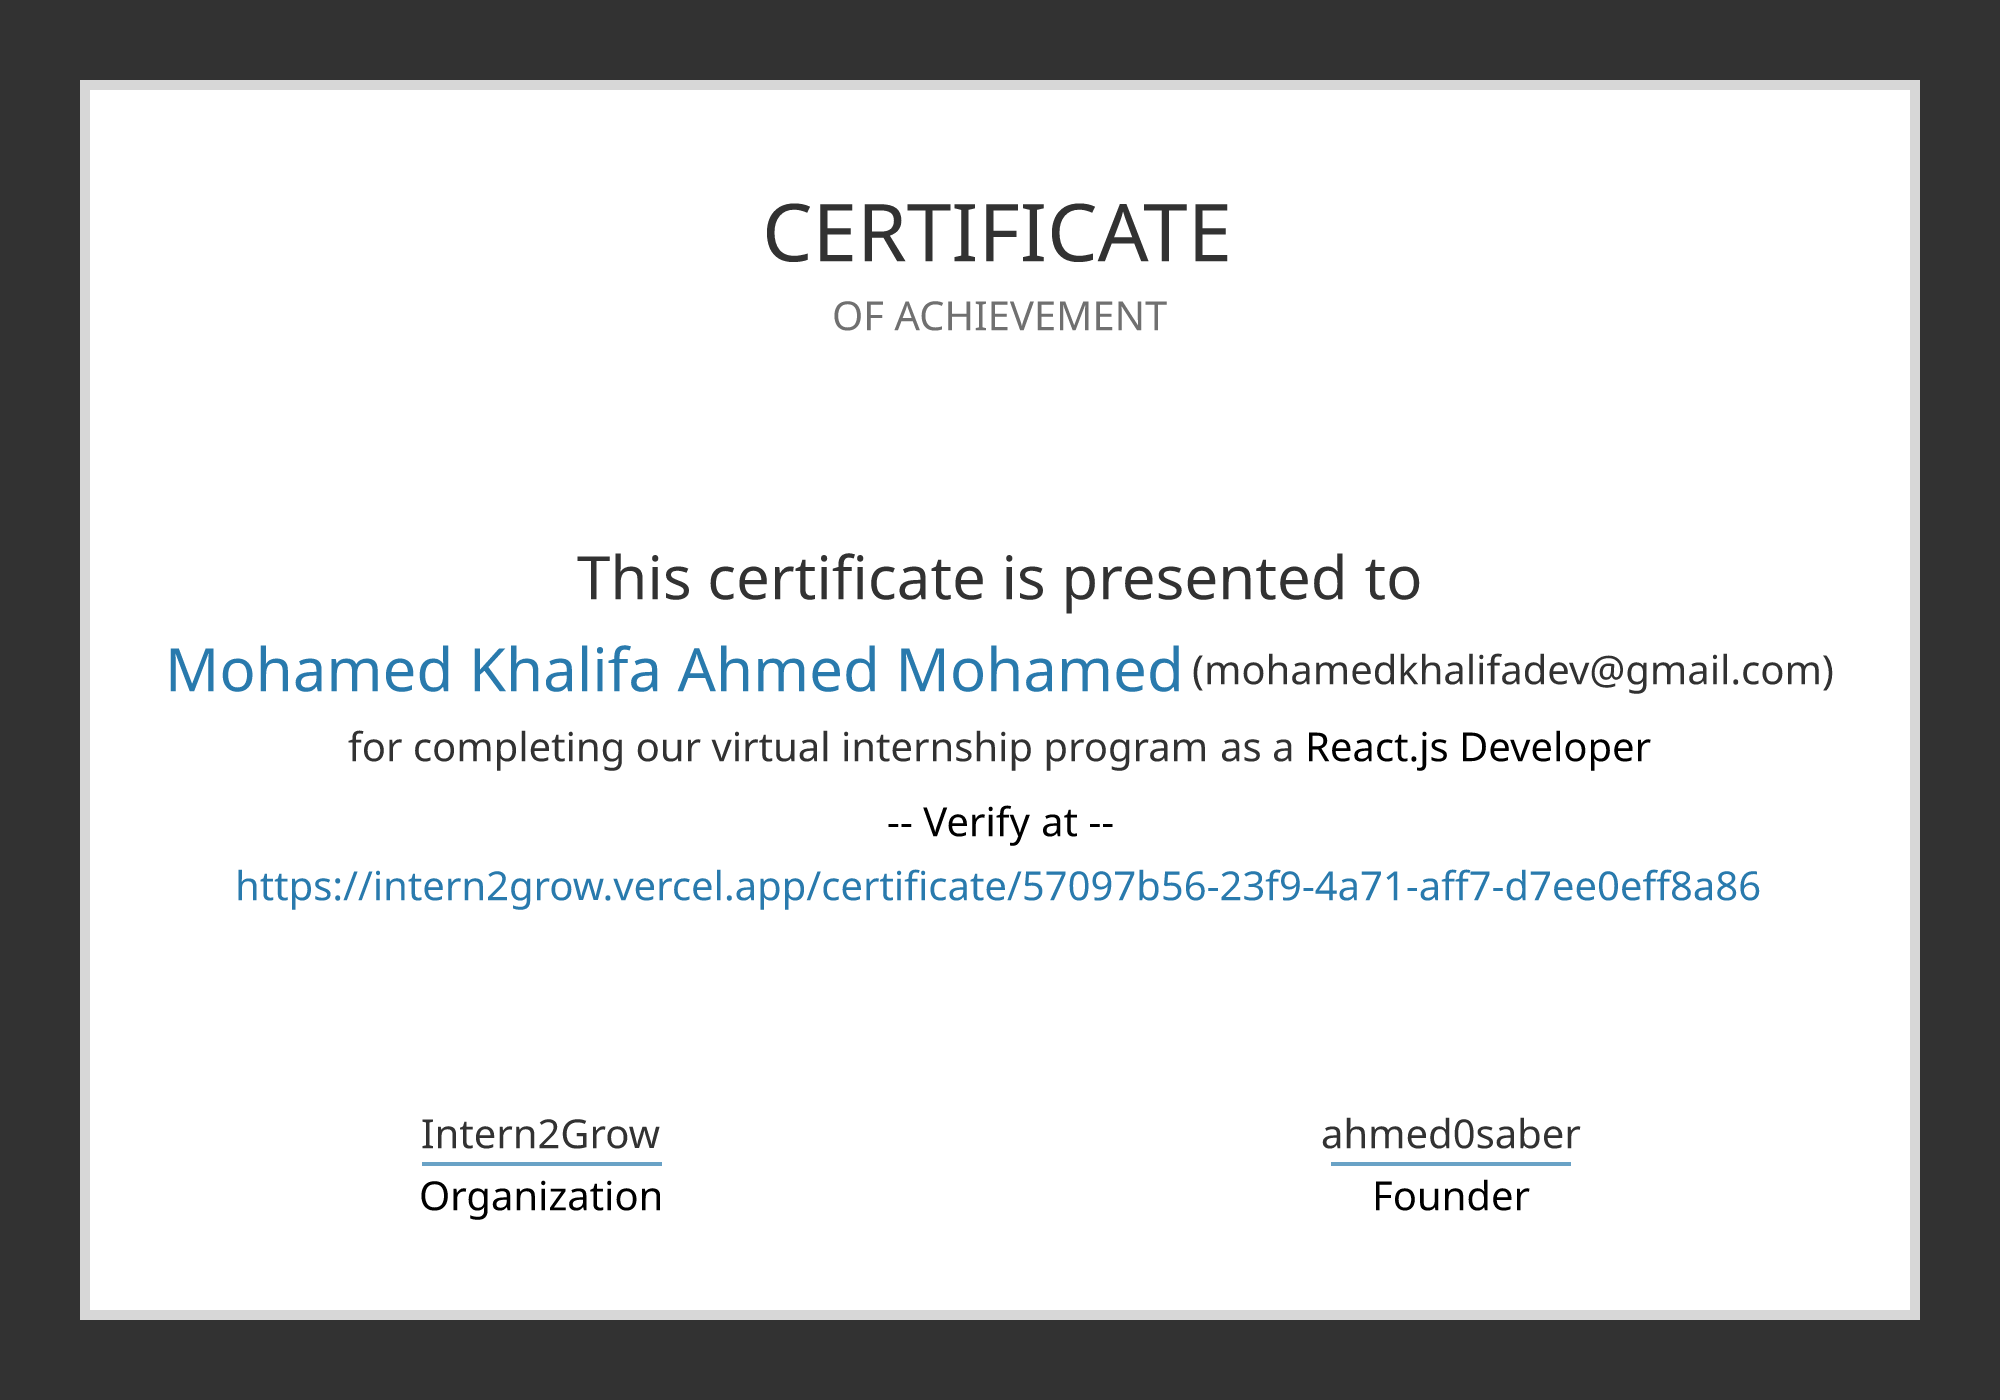 CERTIFICATE
OF ACHIEVEMENT
This certificate is presented to
Mohamed Khalifa Ahmed Mohamed (mohamedkhalifadev@gmail.com)
for completing our virtual internship program as a React.js Developer
-- Verify at --
https://intern2grow.vercel.app/certificate/57097b56-23f9-4a71-aff7-d7ee0eff8a86
Intern2Grow ahmed0saber
Organization Founder